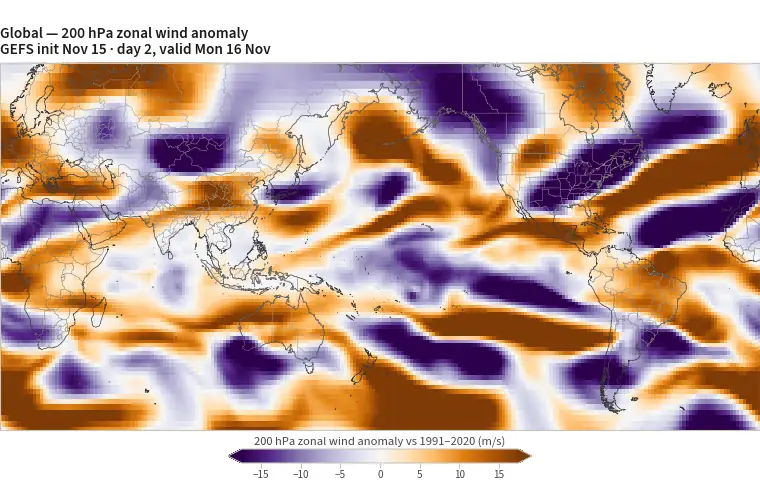 Global — 200 hPa zonal wind anomaly
GEFS init Nov 15 · day 2, valid Mon 16 Nov
200 hPa zonal wind anomaly vs 1991–2020 (m/s)
−15 −10 −5 0 5 10 15